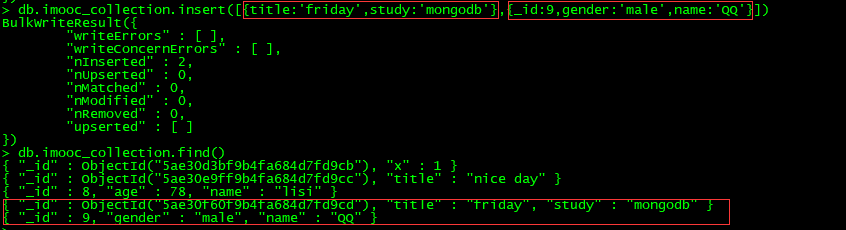 > db.imooc_collection.insert([{title:'friday',study:'mongodb'},{_id:9,gender:'male',name:'QQ'}])
BulkWriteResult({
"writeErrors" : [ ],
"writeConcernErrors" : [ ],
"nInserted" : 2,
"nUpserted" : 0,
"nMatched" : 0,
"nModified" : 0,
"nRemoved" : 0,
"upserted" : [ ]
})
> db.imooc_collection.find()
{ "_id" : ObjectId("5ae30d3bf9b4fa684d7fd9cb"), "x" : 1 }
{ "_id" : ObjectId("5ae30e9ff9b4fa684d7fd9cc"), "title" : "nice day" }
{ "_id" : 8, "age" : 78, "name" : "lisi" }
{ "_id" : ObjectId("5ae30f60f9b4fa684d7fd9cd"), "title" : "friday", "study" : "mongodb" }
{ "_id" : 9, "gender" : "male", "name" : "QQ" }